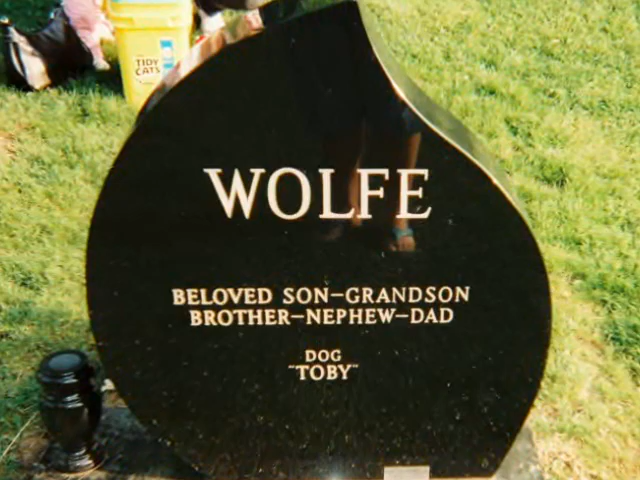 TIDY
CATS
WOLFE
BELOVED SON-GRANDSON
BROTHER-NEPHEW-DAD
DOG
"TOBY"